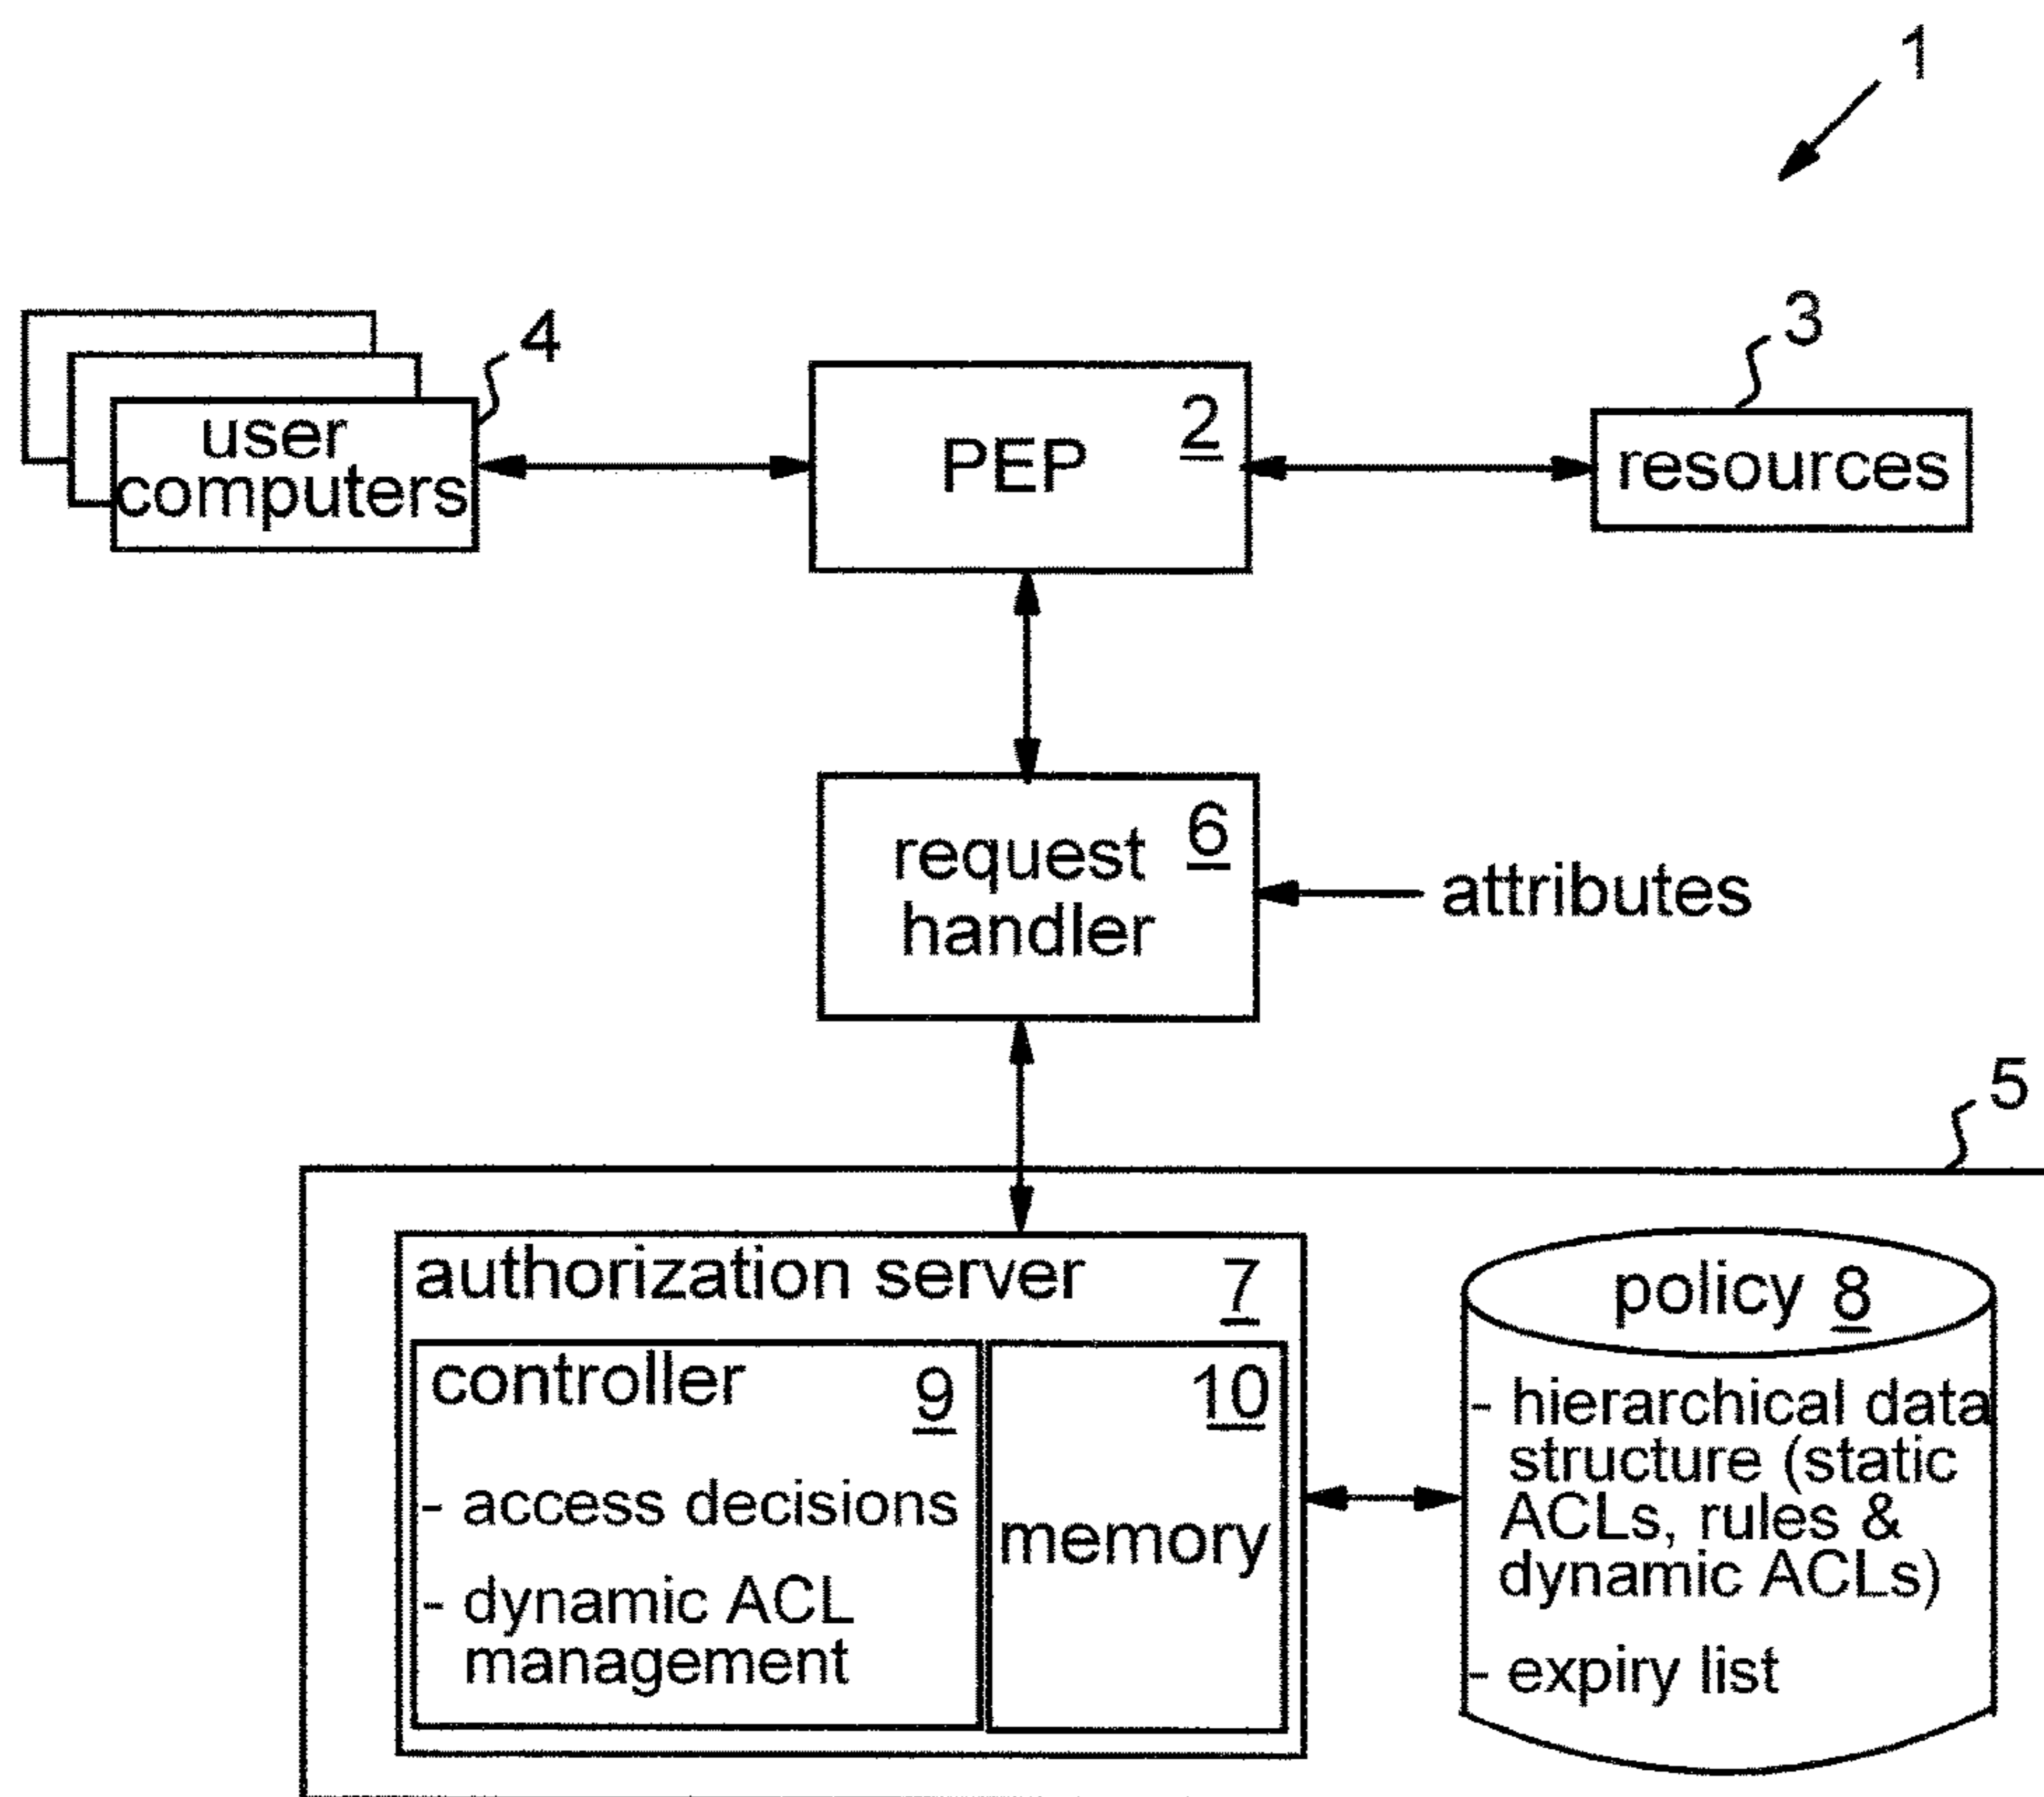 1
4
3
user
computers
PEP
2
resources
request
handler
6
attributes
5
authorization server
7
controller
9
- access decisions
- dynamic ACL
management
10
memory
policy 8
- hierarchical data
structure (static
ACLs, rules &
dynamic ACLs)
- expiry list